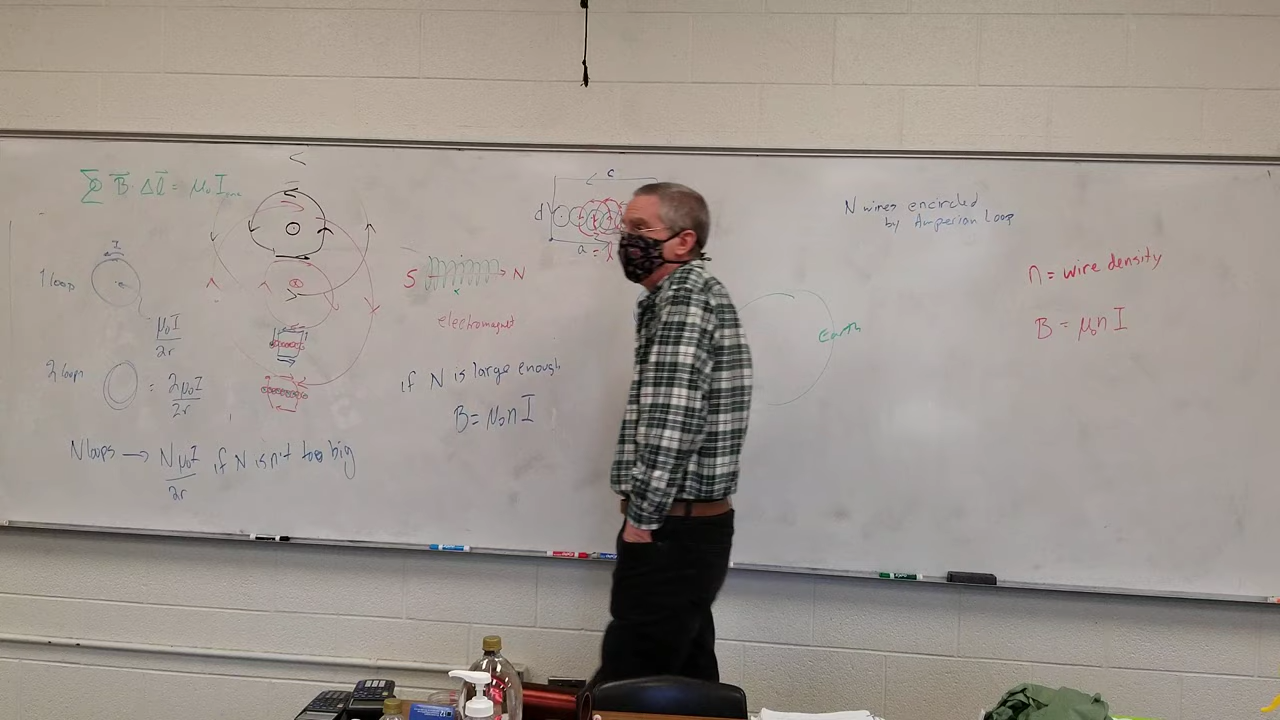 ∑ B⃗ · Δl⃗ = μ₀ I
I
1 loop
μ₀I
2r
2 loops
= 2μ₀I
2r
N loops → Nμ₀I if N isn't too big
2r
S N
electromagnet
if N is large enough
B = μ₀nI
c
d
a = l
Earth
N wires encircled
by Amperian Loop
n = wire density
B = μ₀nI